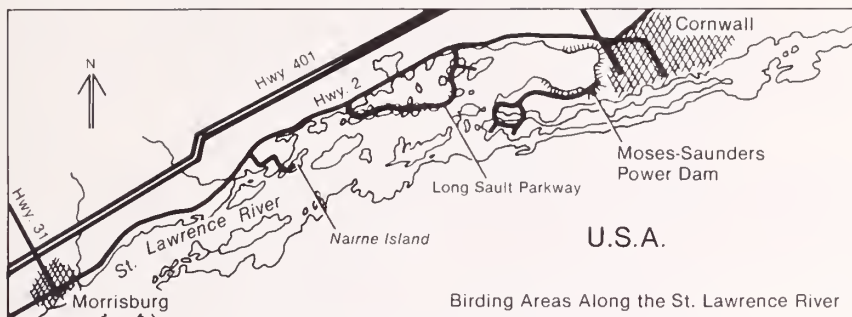 Cornwall
N
Hwy 401
Hwy. 2
Moses-Saunders
Power Dam
Long Sault Parkway
Hwy. 31
St. Lawrence River
Nairne Island
U.S.A.
Morrisburg
Birding Areas Along the St. Lawrence River